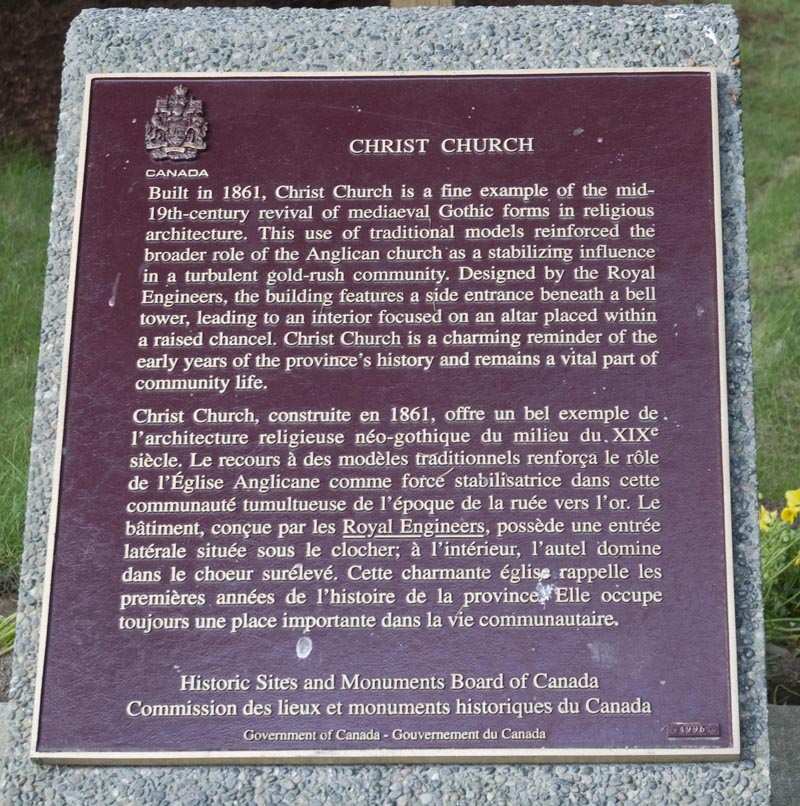 CANADA
CHRIST CHURCH
Built in 1861, Christ Church is a fine example of the mid-
19th-century revival of mediaeval Gothic forms in religious
architecture. This use of traditional models reinforced the
broader role of the Anglican church as a stabilizing influence
in a turbulent gold-rush community. Designed by the Royal
Engineers, the building features a side entrance beneath a bell
tower, leading to an interior focused on an altar placed within
a raised chancel. Christ Church is a charming reminder of the
early years of the province's history and remains a vital part of
community life.
Christ Church, construite en 1861, offre un bel exemple de
l'architecture religieuse néo-gothique du milieu du XIXe
siècle. Le recours à des modèles traditionnels renforça le rôle
de l'Église Anglicane comme force stabilisatrice dans cette
communauté tumultueuse de l'époque de la ruée vers l'or. Le
bâtiment, conçue par les Royal Engineers, possède une entrée
latérale située sous le clocher; à l'intérieur, l'autel domine
dans le choeur surélevé. Cette charmante église rappelle les
premières années de l'histoire de la province. Elle occupe
toujours une place importante dans la vie communautaire.
Historic Sites and Monuments Board of Canada
Commission des lieux et monuments historiques du Canada
Government of Canada - Gouvernement du Canada
1996